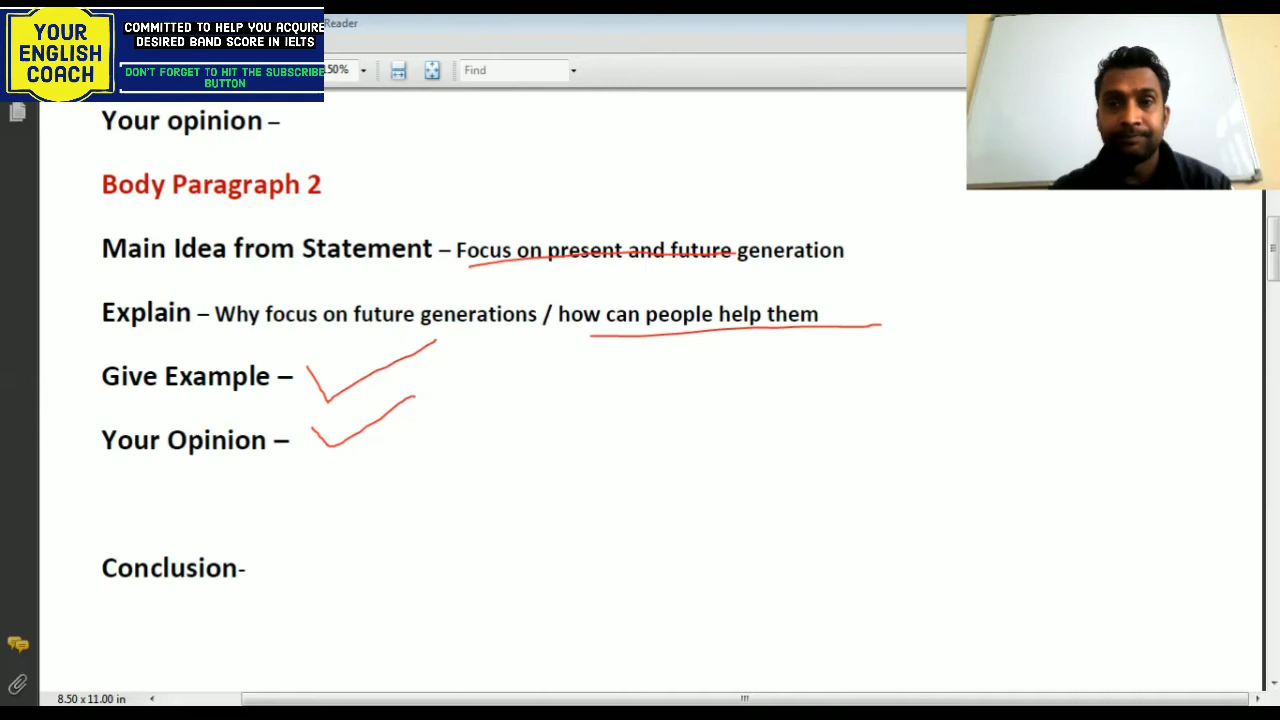 YOUR
ENGLISH
COACH
COMMITTED TO HELP YOU ACQUIRE
DESIRED BAND SCORE IN IELTS
DON'T FORGET TO HIT THE SUBSCRIBE
BUTTON
Reader
150% Find
Your opinion –
Body Paragraph 2
Main Idea from Statement – Focus on present and future generation
Explain – Why focus on future generations / how can people help them
Give Example –
Your Opinion –
Conclusion-
8.50 x 11.00 in